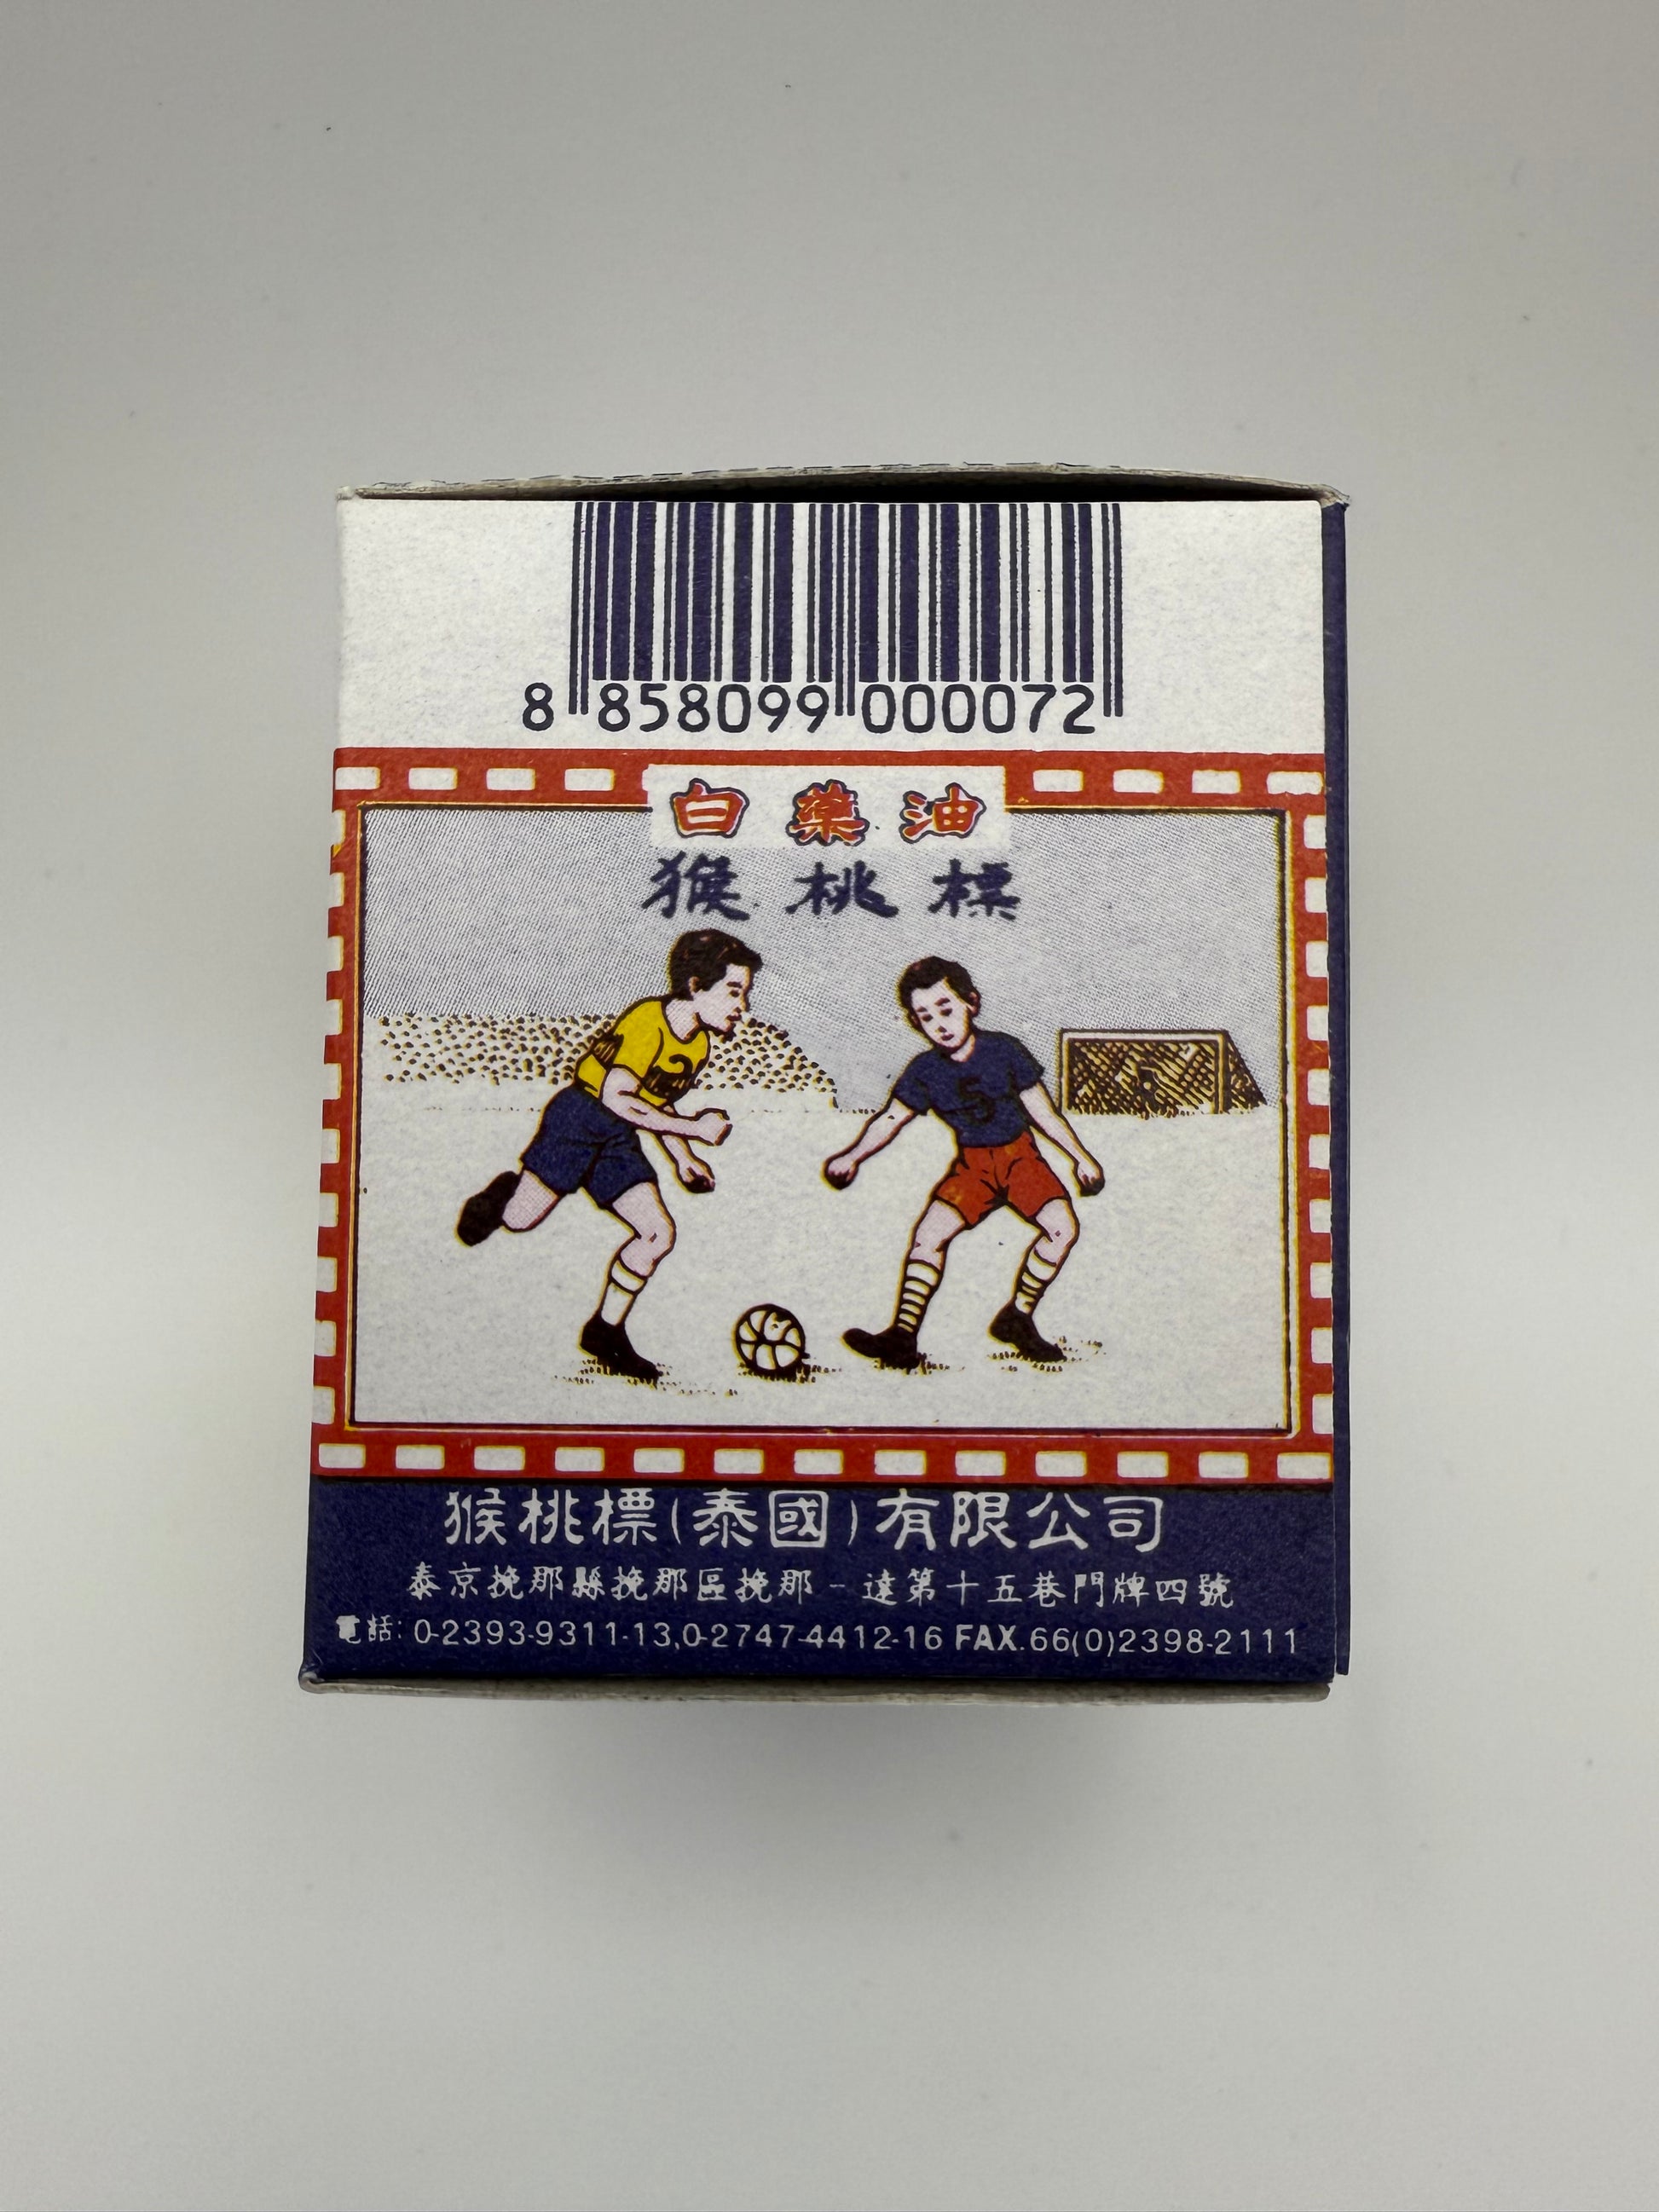 8 858099 000072
白藥油
猴桃標
2
5
猴桃標(泰國)有限公司
泰京挽那縣挽那區挽那-達第十五巷門牌四號
電話: 0-2393-9311-13,0-2747-4412-16 FAX.66(0)2398-2111